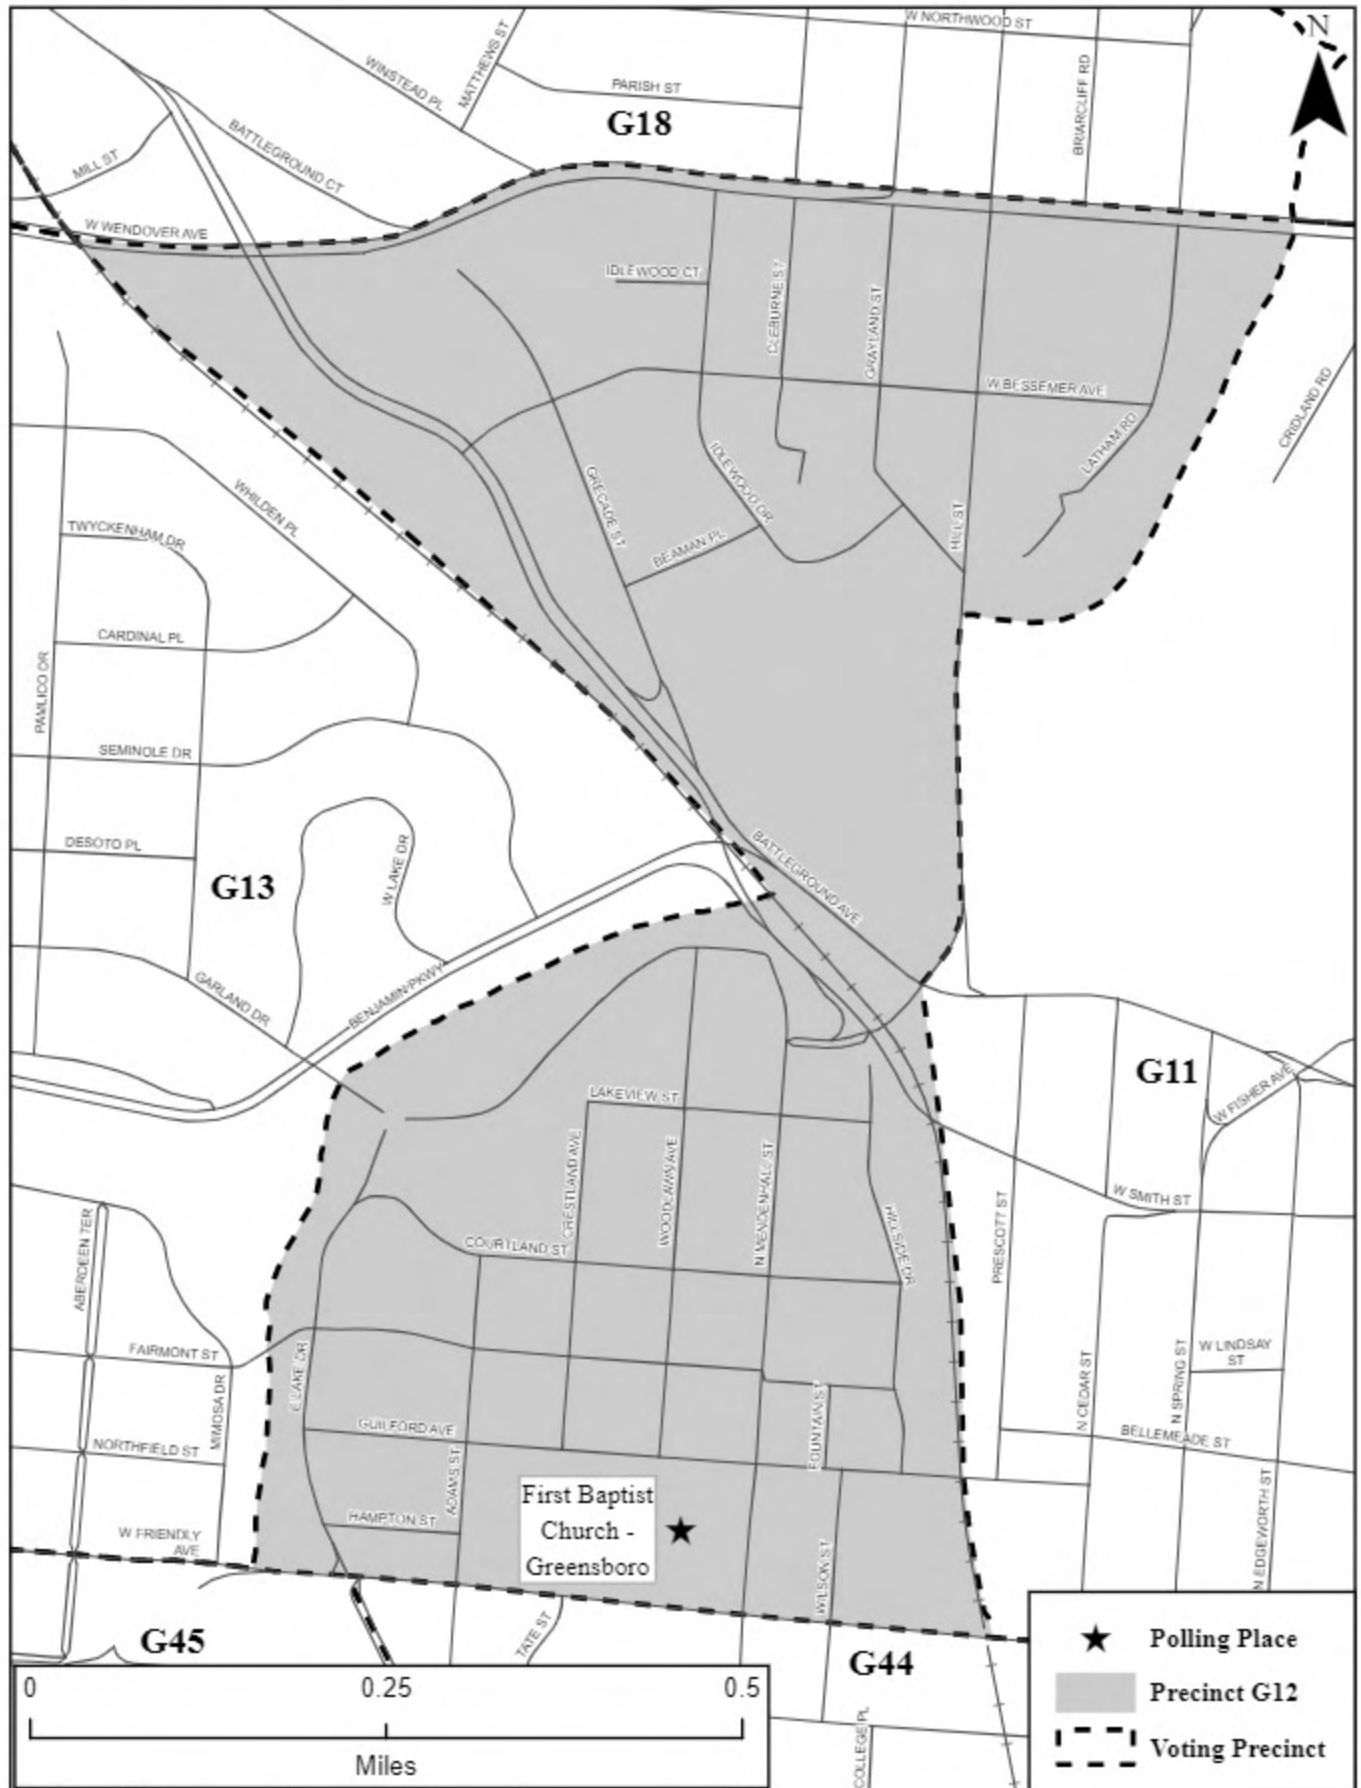 W NORTHWOOD ST
N
MATTHEWS ST
WINSTEAD PL
PARISH ST
BRIARCLIFF RD
G18
BATTLEGROUND CT
MILL ST
W WENDOVER AVE
IDLEWOOD CT
CLEBURNE ST
GRAYLAND ST
W BESSEMER AVE
CRIDLAND RD
LATHAM RD
IDLEWOOD DR
GRECADE ST
WHILDEN PL
HILL ST
TWYCKENHAM DR
BEAMAN PL
CARDINAL PL
PAMLICO DR
SEMINOLE DR
DESOTO PL
W LAKE DR
BATTLEGROUND AVE
G13
GARLAND DR
BENJAMIN PKWY
G11
LAKEVIEW ST
W FISHER AVE
CRESTLAND AVE
WOODLAWN AVE
N MENDENHALL ST
W SMITH ST
PRESCOTT ST
HILLSIDE DR
ABERDEEN TER
COURTLAND ST
FAIRMONT ST
W LINDSAY
ST
E LAKE DR
N SPRING ST
N CEDAR ST
MIMOSA DR
FOUNTAIN ST
GUILFORD AVE
BELLEMEADE ST
NORTHFIELD ST
ADAMS ST
N EDGEWORTH ST
First Baptist
Church -
Greensboro
HAMPTON ST
W FRIENDLY
AVE
WILSON ST
TATE ST
G45
G44
COLLEGE PL
Polling Place
Precinct G12
Voting Precinct
0 0.25 0.5
Miles